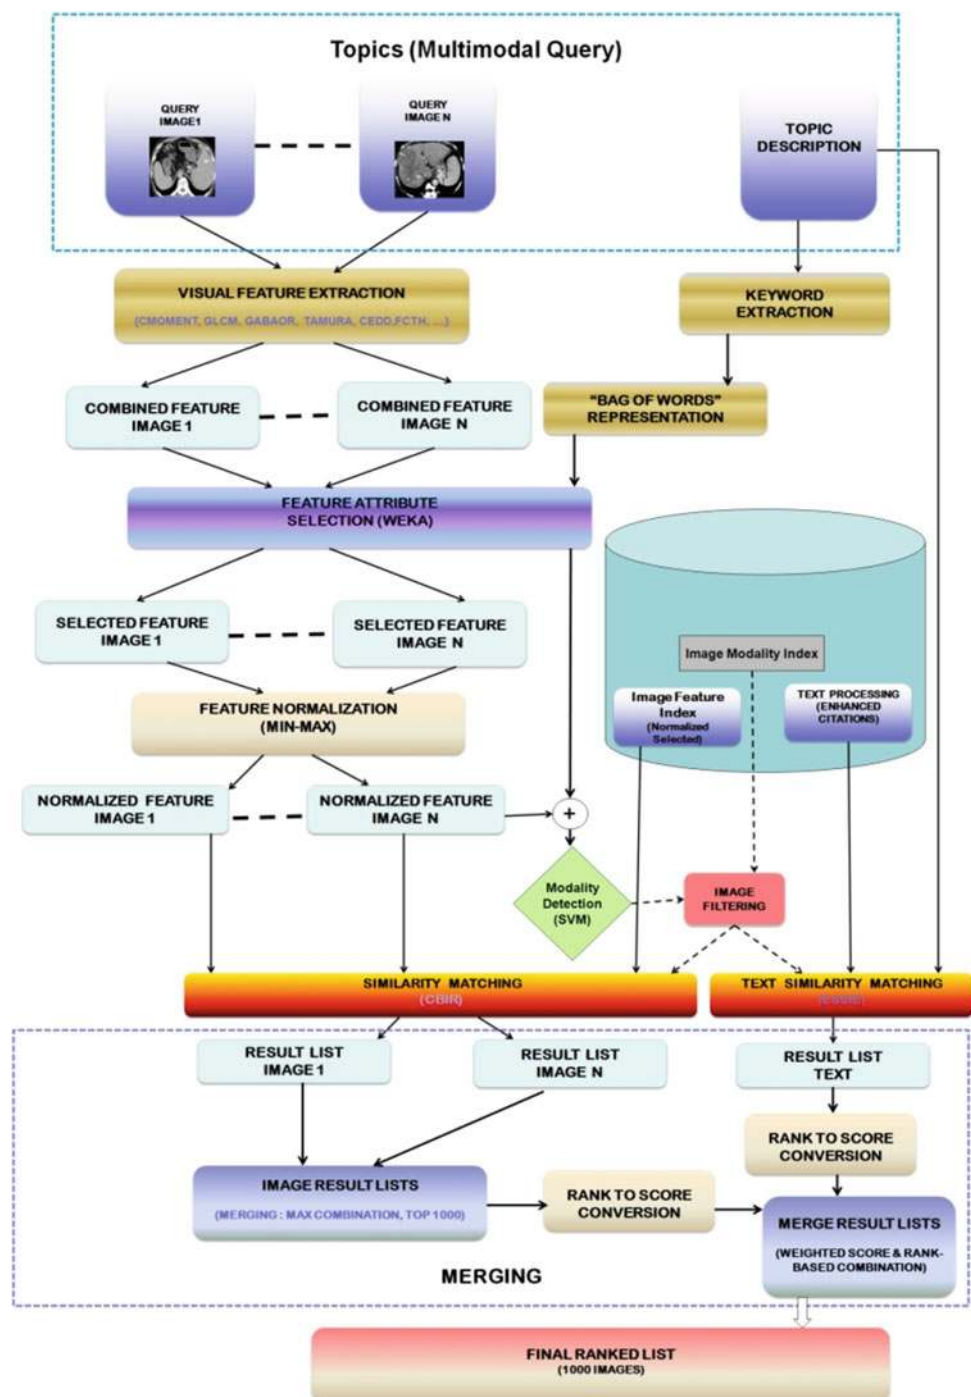 Topics (Multimodal Query)
QUERY
IMAGE1
QUERY
IMAGE N
TOPIC
DESCRIPTION
VISUAL FEATURE EXTRACTION
(CMOMENT, GLCM, GABAOR, TAMURA, CEDD,FCTH, ...)
KEYWORD
EXTRACTION
COMBINED FEATURE
IMAGE 1
COMBINED FEATURE
IMAGE N
"BAG OF WORDS"
REPRESENTATION
FEATURE ATTRIBUTE
SELECTION (WEKA)
SELECTED FEATURE
IMAGE 1
SELECTED FEATURE
IMAGE N
Image Modality Index
Image Feature
Index
(Normalized
Selected)
TEXT PROCESSING
(ENHANCED
CITATIONS)
FEATURE NORMALIZATION
(MIN-MAX)
NORMALIZED FEATURE
IMAGE 1
NORMALIZED FEATURE
IMAGE N
+
Modality
Detection
(SVM)
IMAGE
FILTERING
SIMILARITY MATCHING
(CBIR)
TEXT SIMILARITY MATCHING
RESULT LIST
IMAGE 1
RESULT LIST
IMAGE N
RESULT LIST
TEXT
RANK TO SCORE
CONVERSION
IMAGE RESULT LISTS
(MERGING : MAX COMBINATION, TOP 1000)
RANK TO SCORE
CONVERSION
MERGE RESULT LISTS
(WEIGHTED SCORE & RANK-
BASED COMBINATION)
MERGING
FINAL RANKED LIST
(1000 IMAGES)